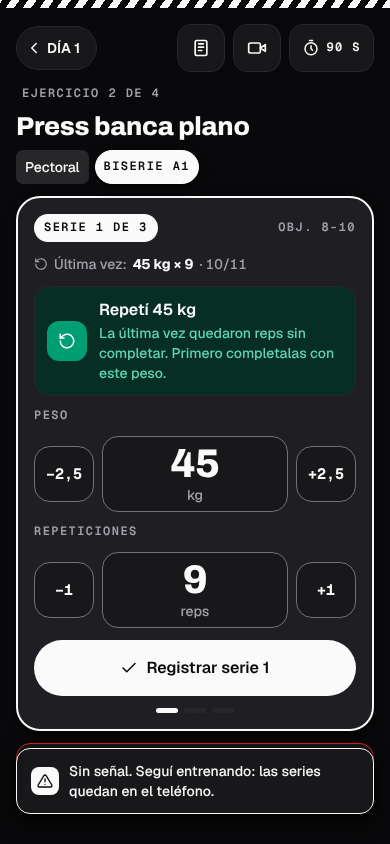 DÍA 1
90 S
EJERCICIO 2 DE 4
Press banca plano
Pectoral
BISERIE A1
SERIE 1 DE 3
OBJ. 8-10
Última vez: 45 kg × 9 · 10/11
Repetí 45 kg
La última vez quedaron reps sin
completar. Primero completalas con
este peso.
PESO
−2,5
45
kg
+2,5
REPETICIONES
−1
9
reps
+1
Registrar serie 1
Sin señal. Seguí entrenando: las series
quedan en el teléfono.